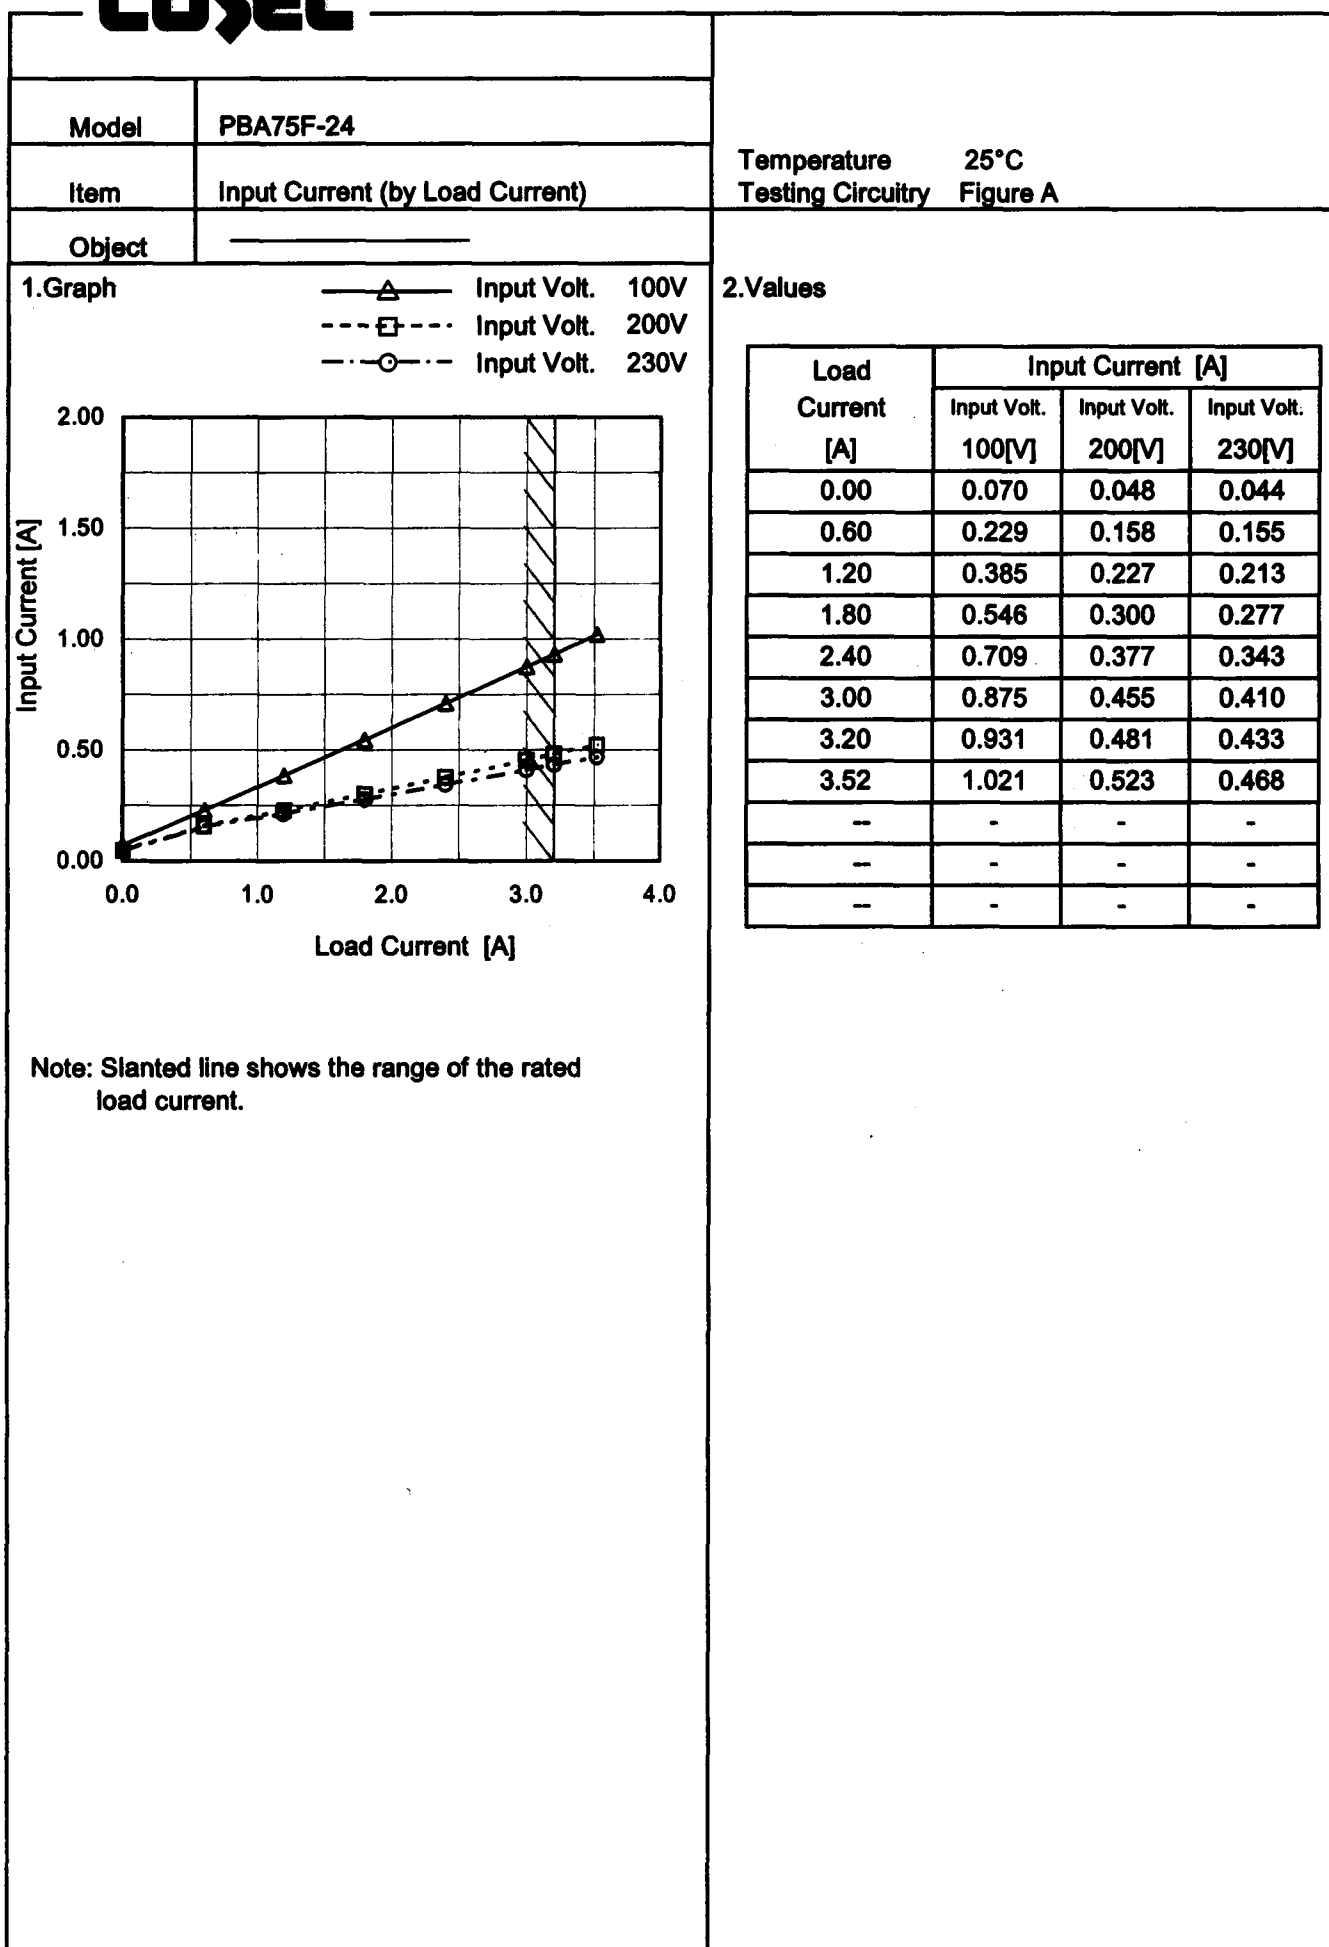 COSEL
Model PBA75F-24
Item Input Current (by Load Current)
Object
Temperature 25°C
Testing Circuitry Figure A
1.Graph
Input Volt. 100V
Input Volt. 200V
Input Volt. 230V
2.00
1.50
1.00
0.50
0.00
Input Current [A]
0.0 1.0 2.0 3.0 4.0
Load Current [A]
Note: Slanted line shows the range of the rated
load current.
2.Values
Load Input Current [A]
Current Input Volt. Input Volt. Input Volt.
[A] 100[V] 200[V] 230[V]
0.00 0.070 0.048 0.044
0.60 0.229 0.158 0.155
1.20 0.385 0.227 0.213
1.80 0.546 0.300 0.277
2.40 0.709 0.377 0.343
3.00 0.875 0.455 0.410
3.20 0.931 0.481 0.433
3.52 1.021 0.523 0.468
-- - - -
-- - - -
-- - - -